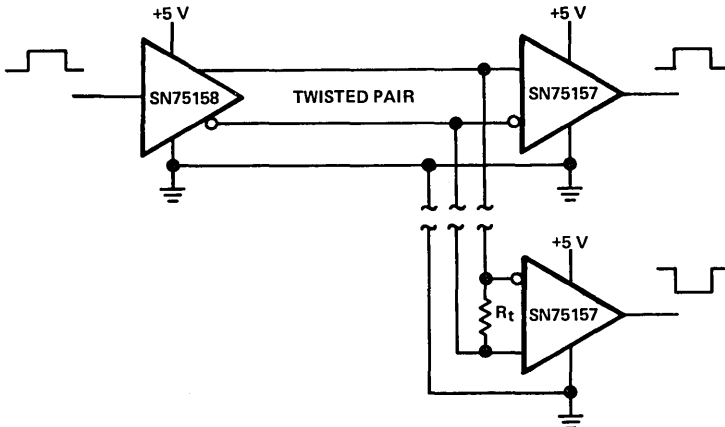 +5 V
+5 V
SN75158
TWISTED PAIR
SN75157
+5 V
Rt
SN75157